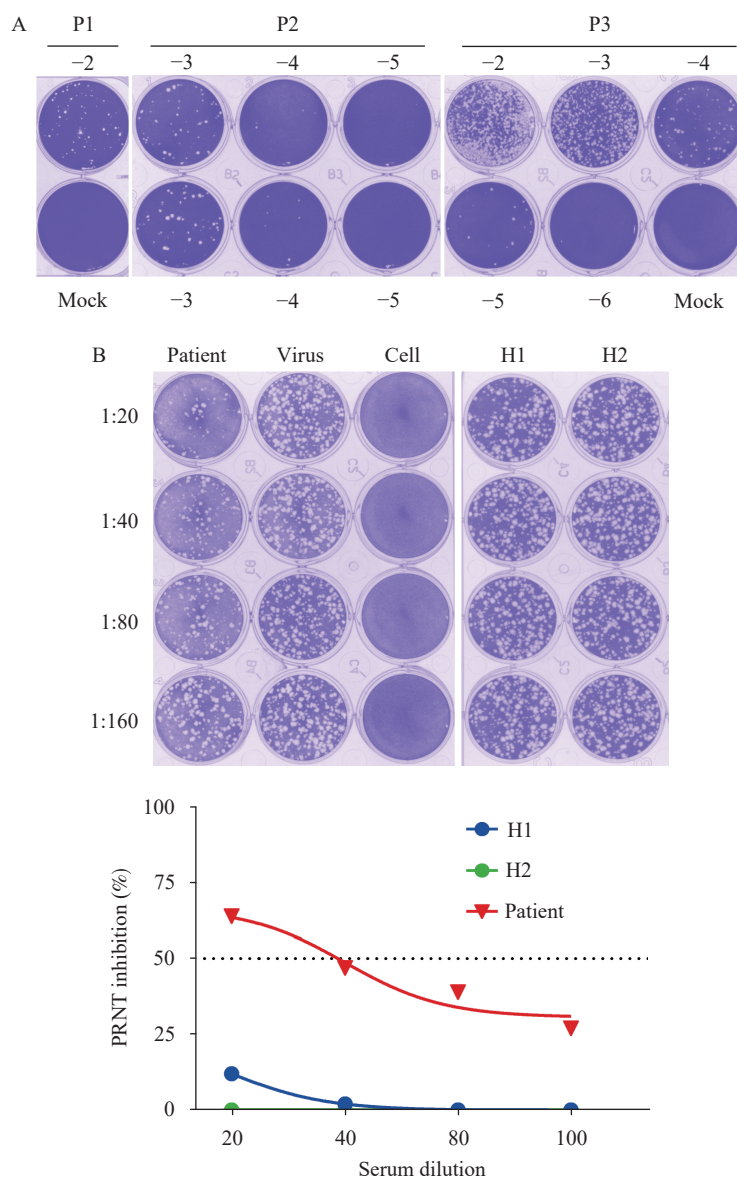 A
P1 P2 P3
−2 −3 −4 −5 −2 −3 −4
Mock −3 −4 −5 −5 −6 Mock
B Patient Virus Cell H1 H2
1:20
1:40
1:80
1:160
100
75
50
25
0
PRNT inhibition (%)
H1
H2
Patient
20 40 80 100
Serum dilution